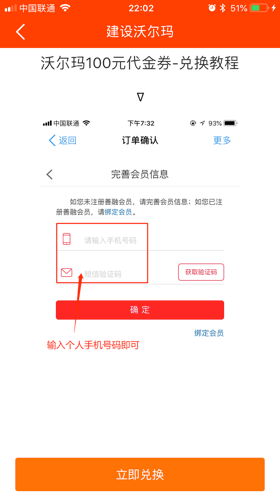 中国联通 22:02 51%
建设沃尔玛
沃尔玛100元代金券-兑换教程
中国联通 下午7:32 93%
返回 订单确认 更多
完善会员信息
如您未注册善融会员，请完善会员信息；如您已注
册善融会员，请绑定会员。
请输入手机号码
短信验证码 获取验证码
确 定
绑定会员
输入个人手机号码即可
立即兑换